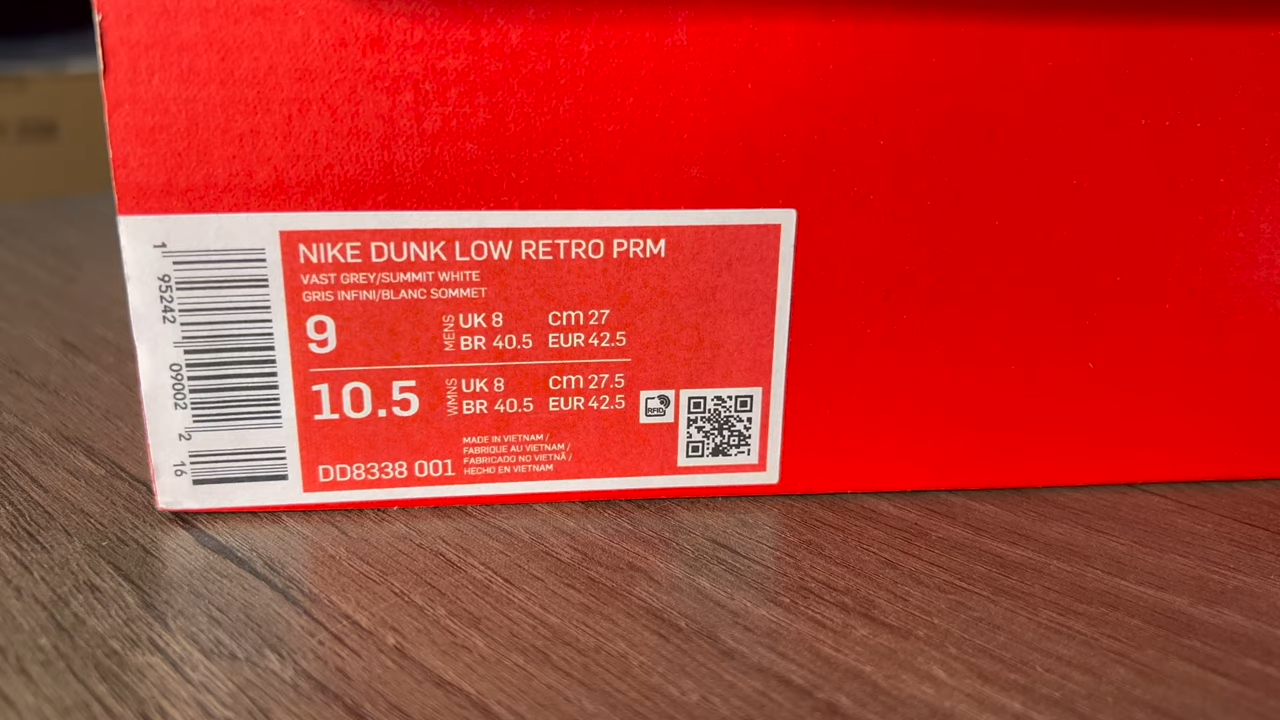 NIKE DUNK LOW RETRO PRM
VAST GREY/SUMMIT WHITE
GRIS INFINI/BLANC SOMMET
9
MENS
UK 8 cm 27
BR 40.5 EUR 42.5
10.5
WMNS
UK 8 cm 27.5
BR 40.5 EUR 42.5
RFID
MADE IN VIETNAM /
FABRIQUE AU VIETNAM /
FABRICADO NO VIETNÃ /
HECHO EN VIETNAM
DD8338 001
1 95242 09002 2 16